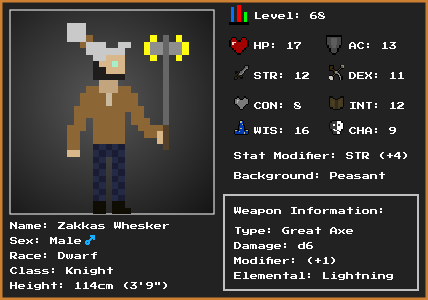 Level: 68
HP: 17 AC: 13
STR: 12 DEX: 11
CON: 8 INT: 12
WIS: 16 CHA: 9
Stat Modifier: STR (+4)
Background: Peasant
Name: Zakkas Whesker
Sex: Male♂
Race: Dwarf
Class: Knight
Height: 114cm (3'9")
Weapon Information:
Type: Great Axe
Damage: d6
Modifier: (+1)
Elemental: Lightning